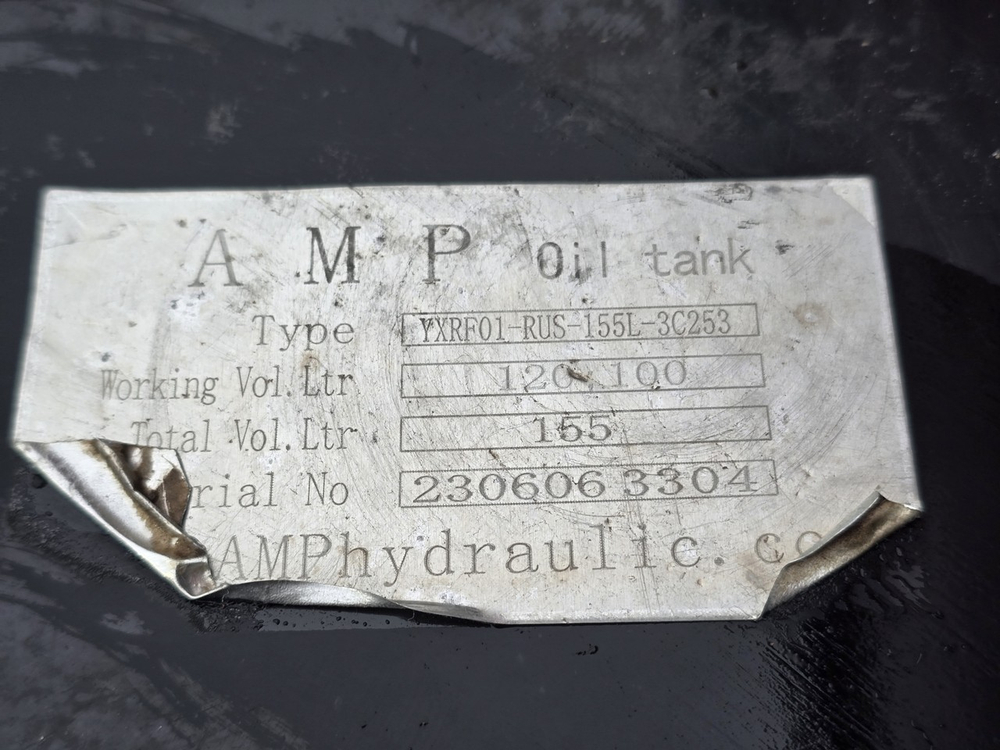 A M P Oil tank
Type YXRF01-RUS-155L-3C253
Working Vol.Ltr 120 100
Total Vol.Ltr 155
rial No 230606 3304
AMPhydraulic.co